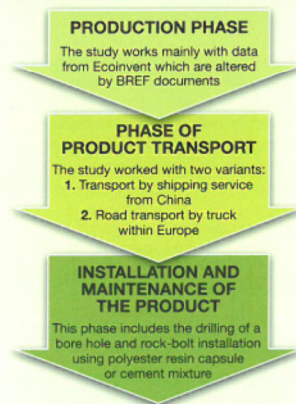 PRODUCTION PHASE
The study works mainly with data
from Ecoinvent which are altered
by BREF documents
PHASE OF
PRODUCT TRANSPORT
The study worked with two variants:
1. Transport by shipping service
from China
2. Road transport by truck
within Europe
INSTALLATION AND
MAINTENANCE OF
THE PRODUCT
This phase includes the drilling of a
bore hole and rock-bolt installation
using polyester resin capsule
or cement mixture